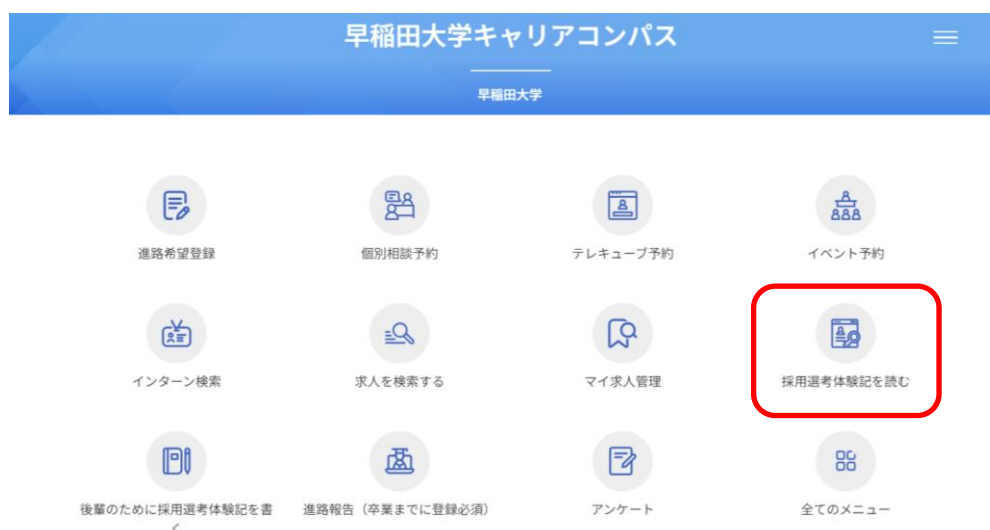 早稲田大学キャリアコンパス
早稲田大学
進路希望登録
個別相談予約
テレキューブ予約
イベント予約
インターン検索
求人を検索する
マイ求人管理
採用選考体験記を読む
後輩のために採用選考体験記を書
く
進路報告（卒業までに登録必須）
アンケート
全てのメニュー